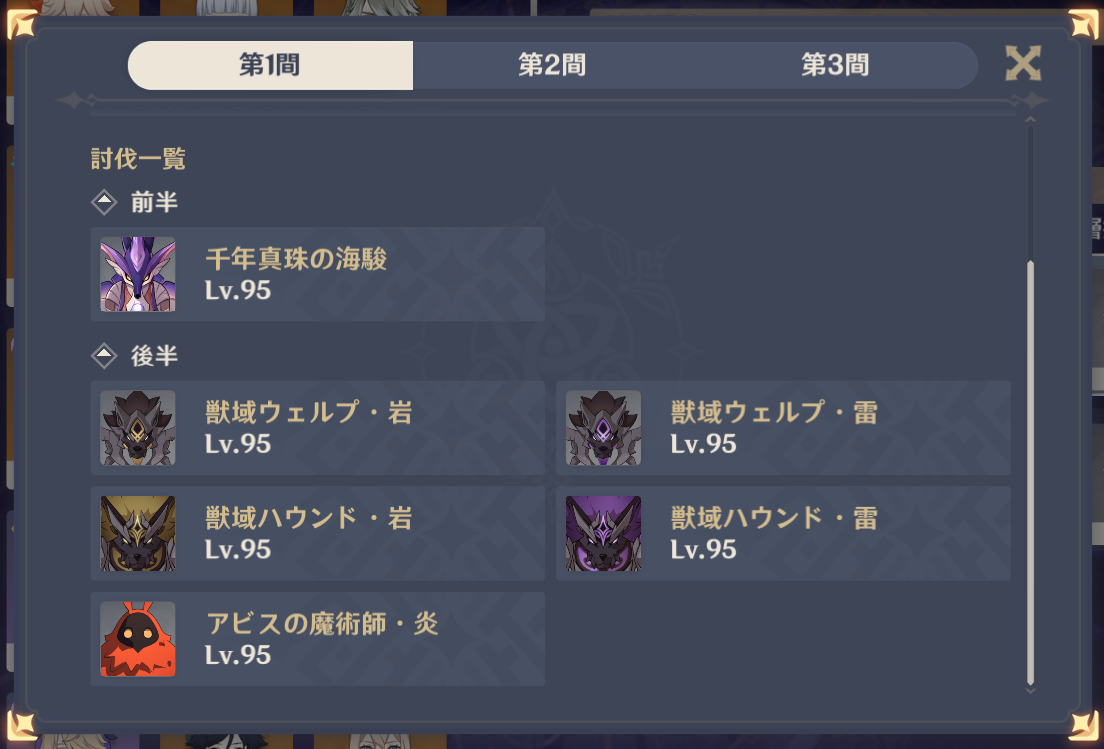 第1間
第2間
第3間
討伐一覧
前半
千年真珠の海駿
Lv.95
後半
獣域ウェルプ・岩
Lv.95
獣域ウェルプ・雷
Lv.95
獣域ハウンド・岩
Lv.95
獣域ハウンド・雷
Lv.95
アビスの魔術師・炎
Lv.95